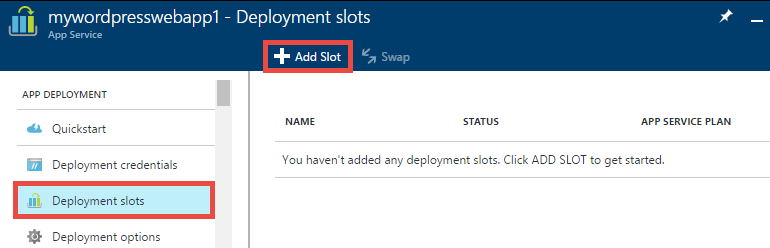 mywordpresswebapp1 - Deployment slots
App Service
Add Slot
Swap
APP DEPLOYMENT
Quickstart
Deployment credentials
Deployment slots
Deployment options
NAME STATUS APP SERVICE PLAN
You haven't added any deployment slots. Click ADD SLOT to get started.